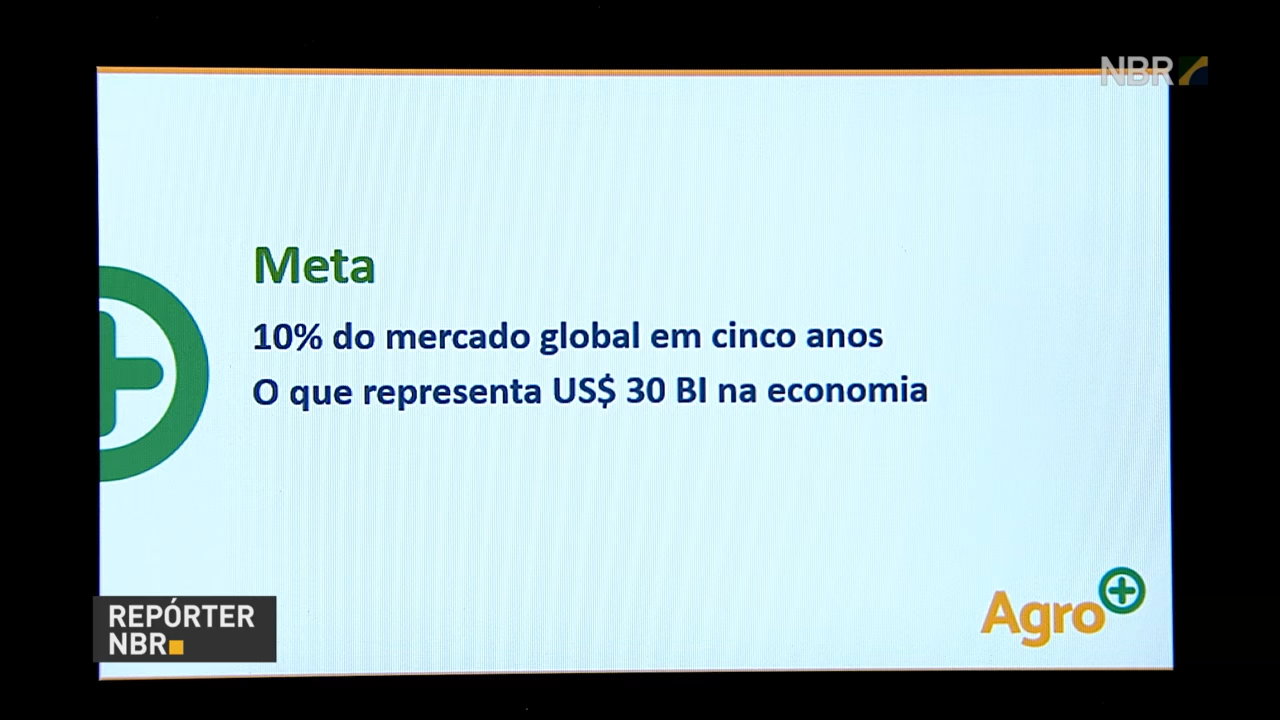 NBR
Meta
10% do mercado global em cinco anos
O que representa US$ 30 BI na economia
Agro
REPÓRTER
NBR